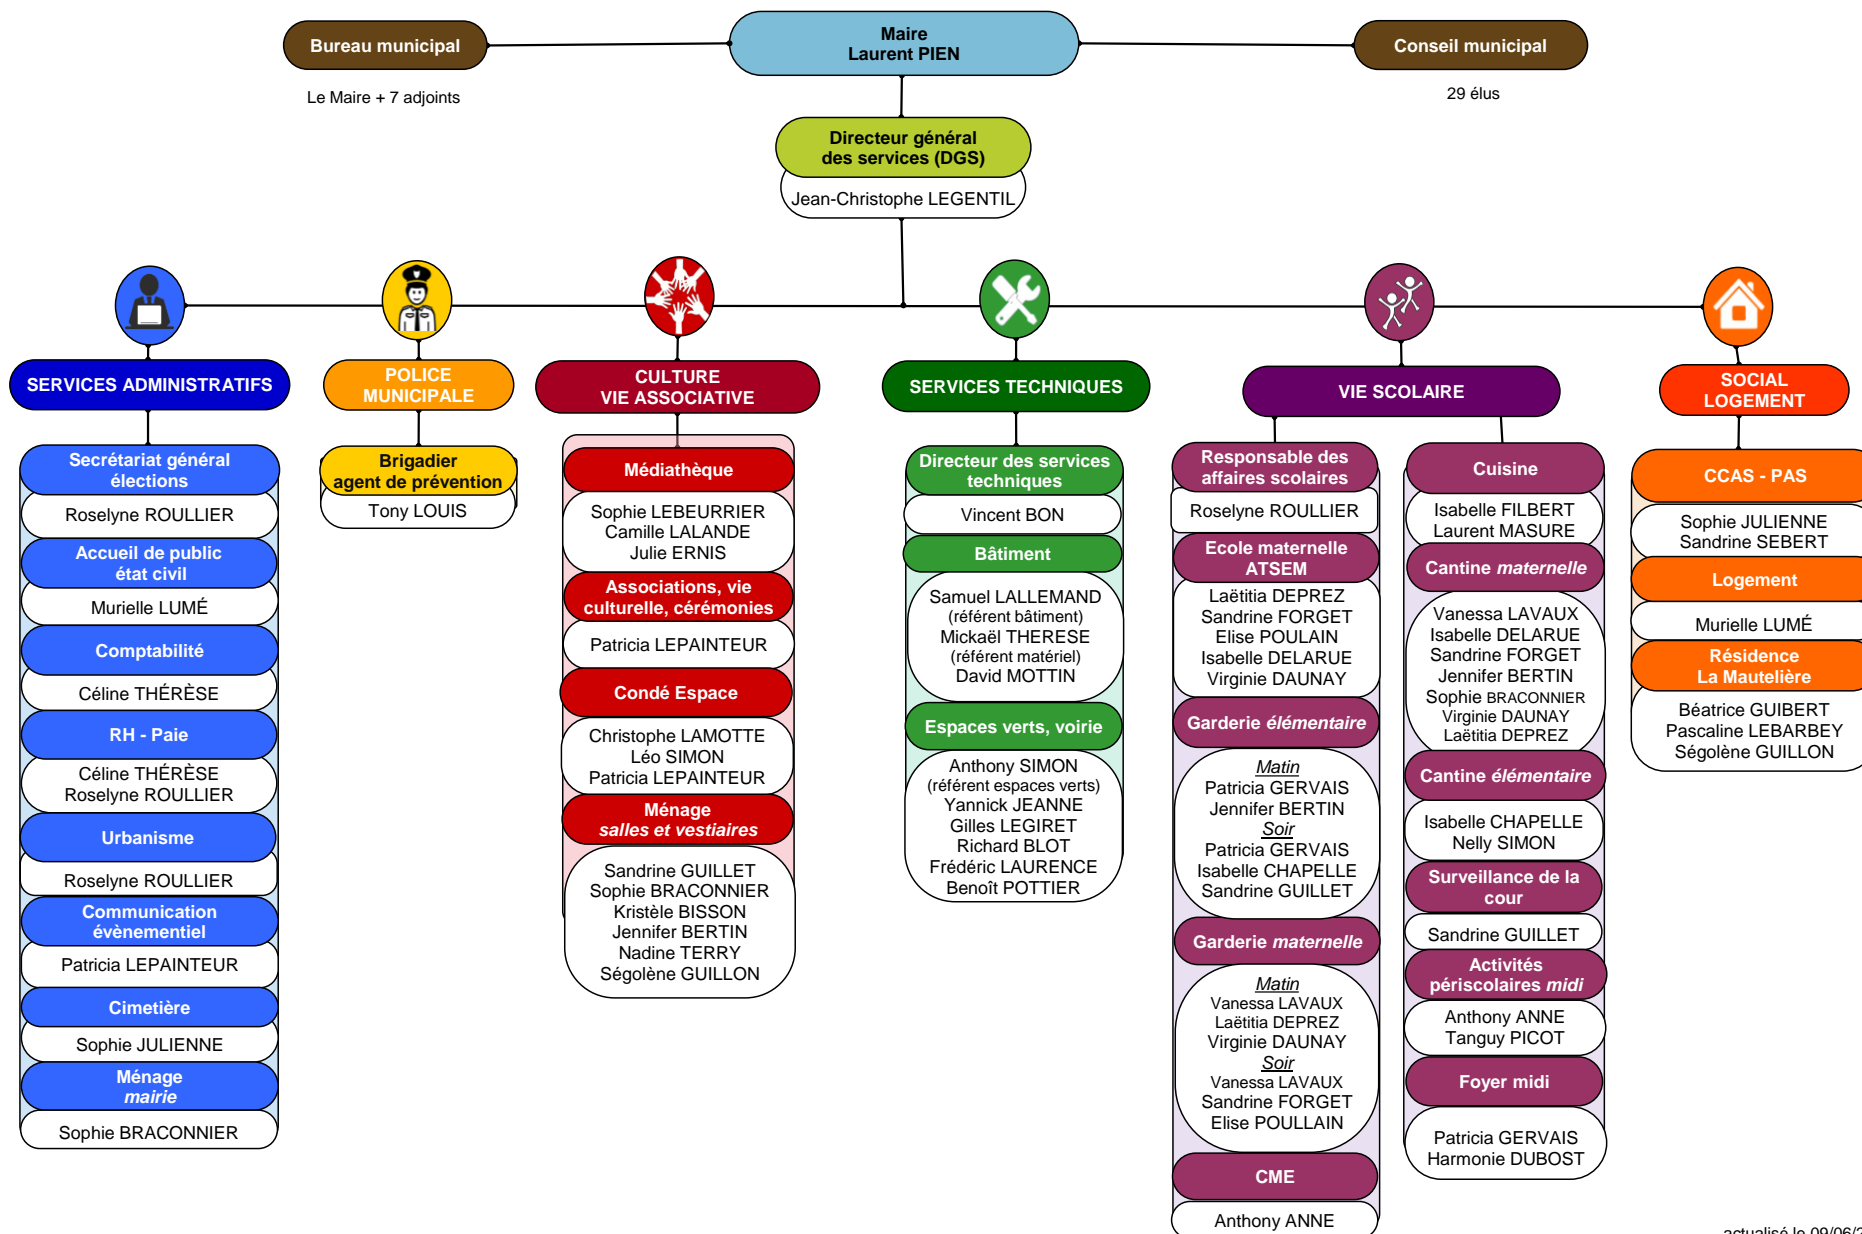 Bureau municipal
Le Maire + 7 adjoints
Maire
Laurent PIEN
Conseil municipal
29 élus
Directeur général
des services (DGS)
Jean-Christophe LEGENTIL
SERVICES ADMINISTRATIFS
Secrétariat général
élections
Roselyne ROULLIER
Accueil de public
état civil
Murielle LUMÉ
Comptabilité
Céline THÉRÈSE
RH - Paie
Céline THÉRÈSE
Roselyne ROULLIER
Urbanisme
Roselyne ROULLIER
Communication
évènementiel
Patricia LEPAINTEUR
Cimetière
Sophie JULIENNE
Ménage
mairie
Sophie BRACONNIER
POLICE
MUNICIPALE
Brigadier
agent de prévention
Tony LOUIS
CULTURE
VIE ASSOCIATIVE
Médiathèque
Sophie LEBEURRIER
Camille LALANDE
Julie ERNIS
Associations, vie
culturelle, cérémonies
Patricia LEPAINTEUR
Condé Espace
Christophe LAMOTTE
Léo SIMON
Patricia LEPAINTEUR
Ménage
salles et vestiaires
Sandrine GUILLET
Sophie BRACONNIER
Kristèle BISSON
Jennifer BERTIN
Nadine TERRY
Ségolène GUILLON
SERVICES TECHNIQUES
Directeur des services
techniques
Vincent BON
Bâtiment
Samuel LALLEMAND
(référent bâtiment)
Mickaël THERESE
(référent matériel)
David MOTTIN
Espaces verts, voirie
Anthony SIMON
(référent espaces verts)
Yannick JEANNE
Gilles LEGIRET
Richard BLOT
Frédéric LAURENCE
Benoît POTTIER
VIE SCOLAIRE
Responsable des
affaires scolaires
Roselyne ROULLIER
Ecole maternelle
ATSEM
Laëtitia DEPREZ
Sandrine FORGET
Elise POULAIN
Isabelle DELARUE
Virginie DAUNAY
Garderie élémentaire
Matin
Patricia GERVAIS
Jennifer BERTIN
Soir
Patricia GERVAIS
Isabelle CHAPELLE
Sandrine GUILLET
Garderie maternelle
Matin
Vanessa LAVAUX
Laëtitia DEPREZ
Virginie DAUNAY
Soir
Vanessa LAVAUX
Sandrine FORGET
Elise POULLAIN
CME
Anthony ANNE
Cuisine
Isabelle FILBERT
Laurent MASURE
Cantine maternelle
Vanessa LAVAUX
Isabelle DELARUE
Sandrine FORGET
Jennifer BERTIN
Sophie BRACONNIER
Virginie DAUNAY
Laëtitia DEPREZ
Cantine élémentaire
Isabelle CHAPELLE
Nelly SIMON
Surveillance de la
cour
Sandrine GUILLET
Activités
périscolaires midi
Anthony ANNE
Tanguy PICOT
Foyer midi
Patricia GERVAIS
Harmonie DUBOST
SOCIAL
LOGEMENT
CCAS - PAS
Sophie JULIENNE
Sandrine SEBERT
Logement
Murielle LUMÉ
Résidence
La Mautelière
Béatrice GUIBERT
Pascaline LEBARBEY
Ségolène GUILLON
actualisé le